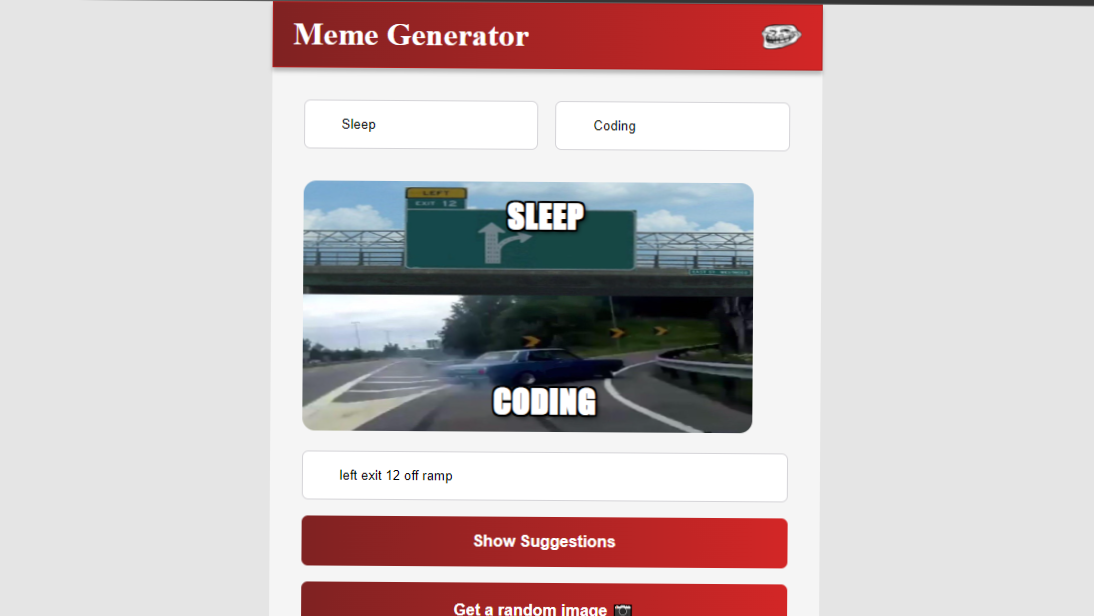 Meme Generator
Sleep
Coding
LEFT
EXIT 12
SLEEP
CODING
left exit 12 off ramp
Show Suggestions
Get a random image